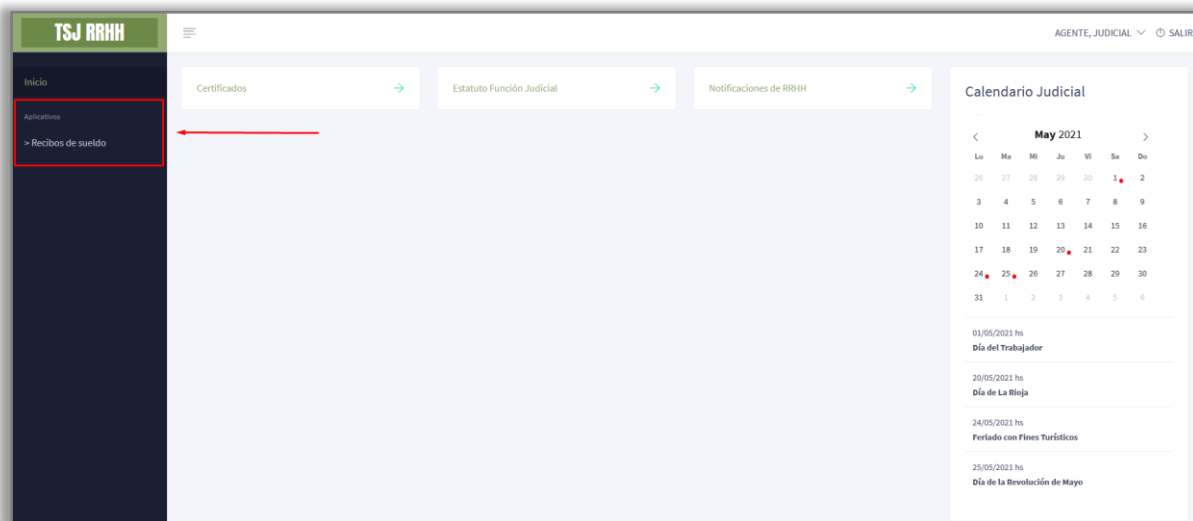 TSJ RRHH
AGENTE, JUDICIAL
SALIR
Inicio
Aplicativos
> Recibos de sueldo
Certificados
Estatuto Función Judicial
Notificaciones de RRHH
Calendario Judicial
May 2021
Lu Ma Mi Ju Vi Sa Do
26 27 28 29 30 1 2
3 4 5 6 7 8 9
10 11 12 13 14 15 16
17 18 19 20 21 22 23
24 25 26 27 28 29 30
31 1 2 3 4 5 6
01/05/2021 hs
Día del Trabajador
20/05/2021 hs
Día de La Rioja
24/05/2021 hs
Feriado con Fines Turísticos
25/05/2021 hs
Día de la Revolución de Mayo